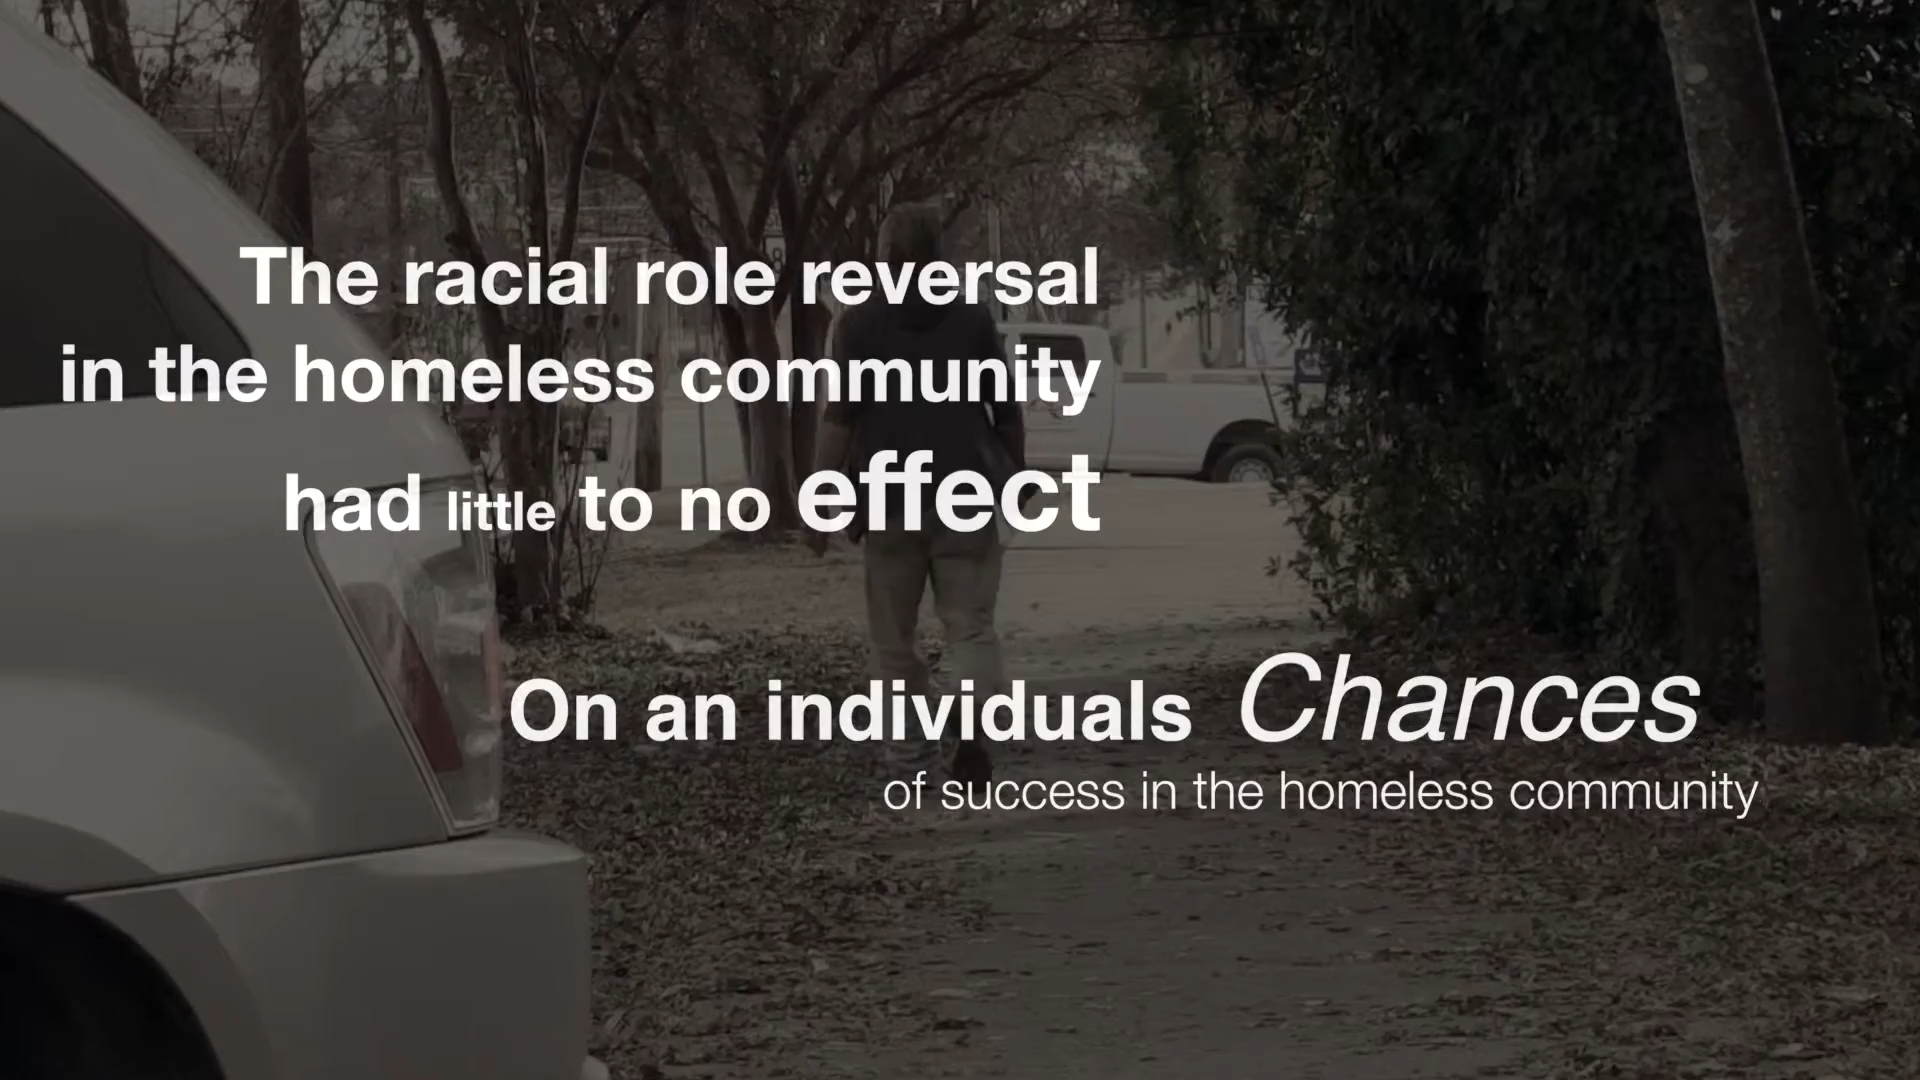 The racial role reversal
in the homeless community
had little to no effect
On an individuals Chances
of success in the homeless community